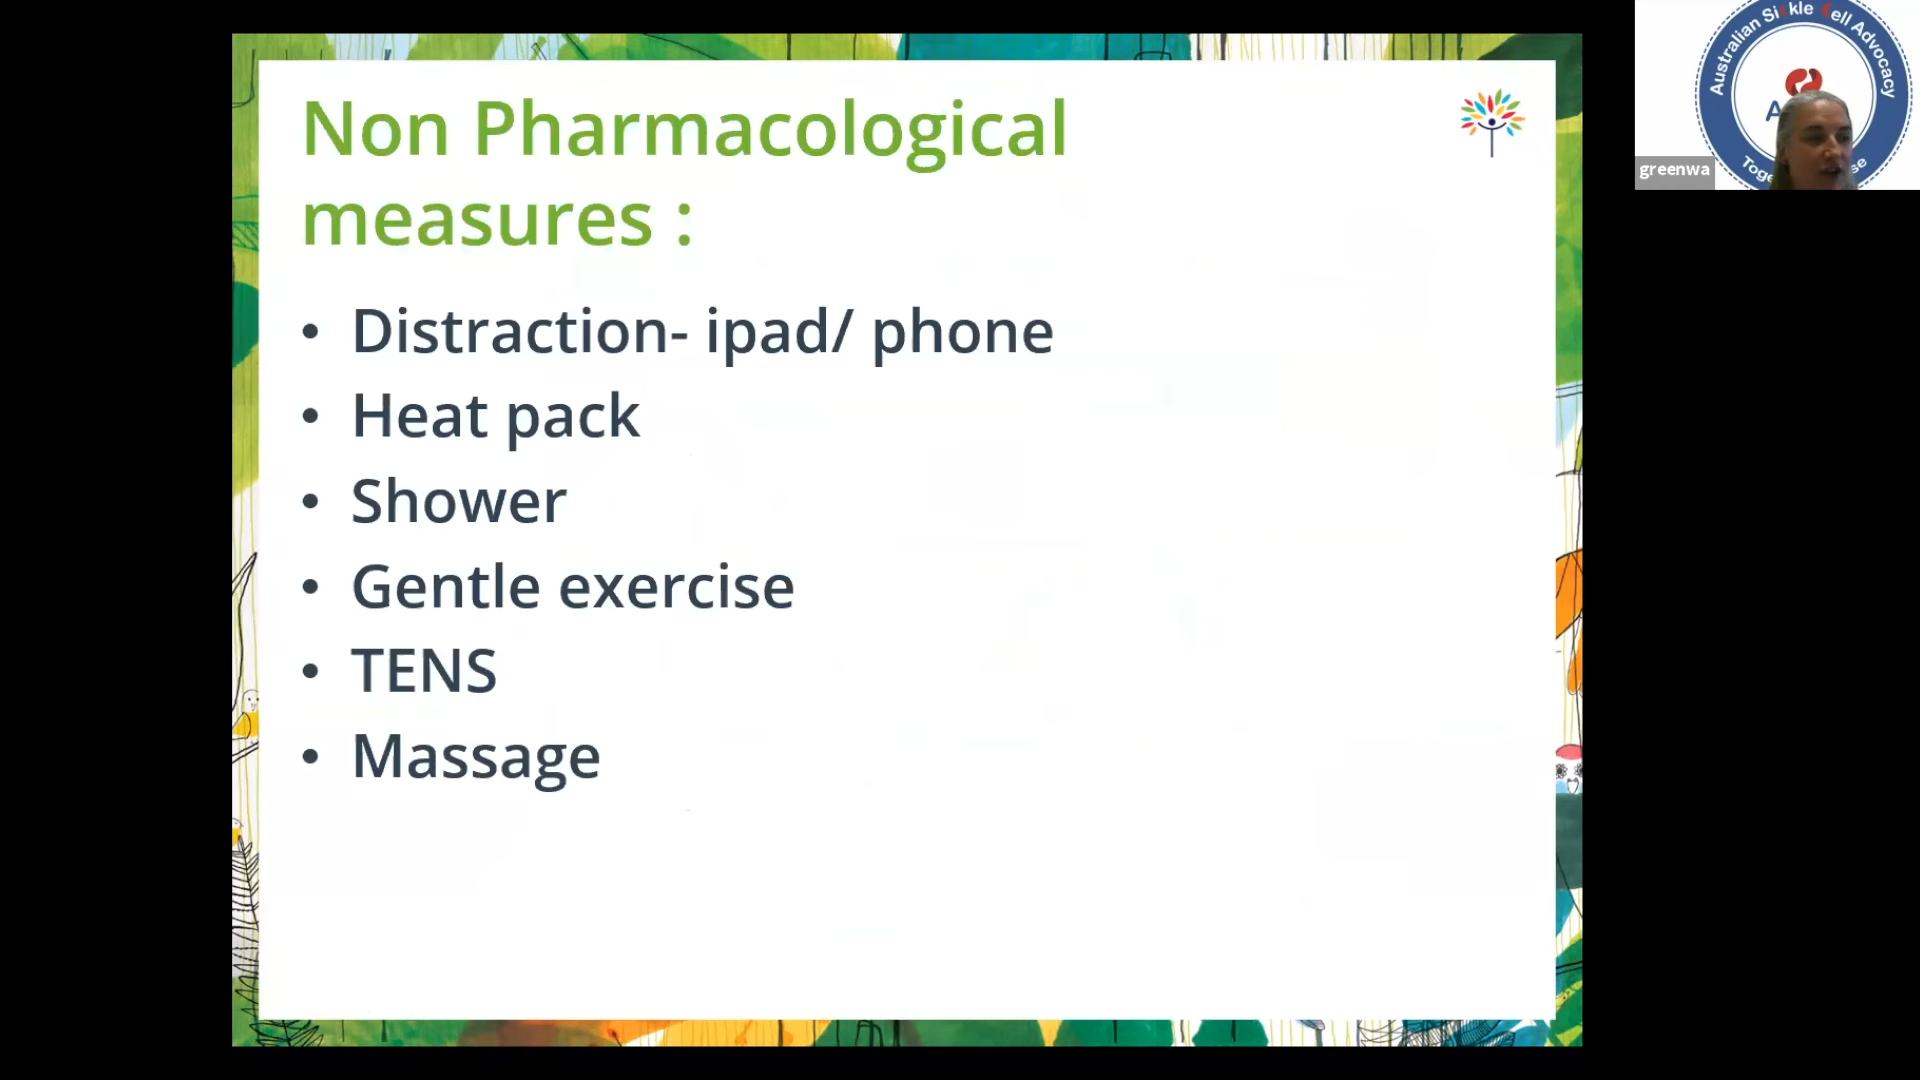 Non Pharmacological
measures :
• Distraction- ipad/ phone
• Heat pack
• Shower
• Gentle exercise
• TENS
• Massage
Australian Sickle Cell Advocacy
greenwa